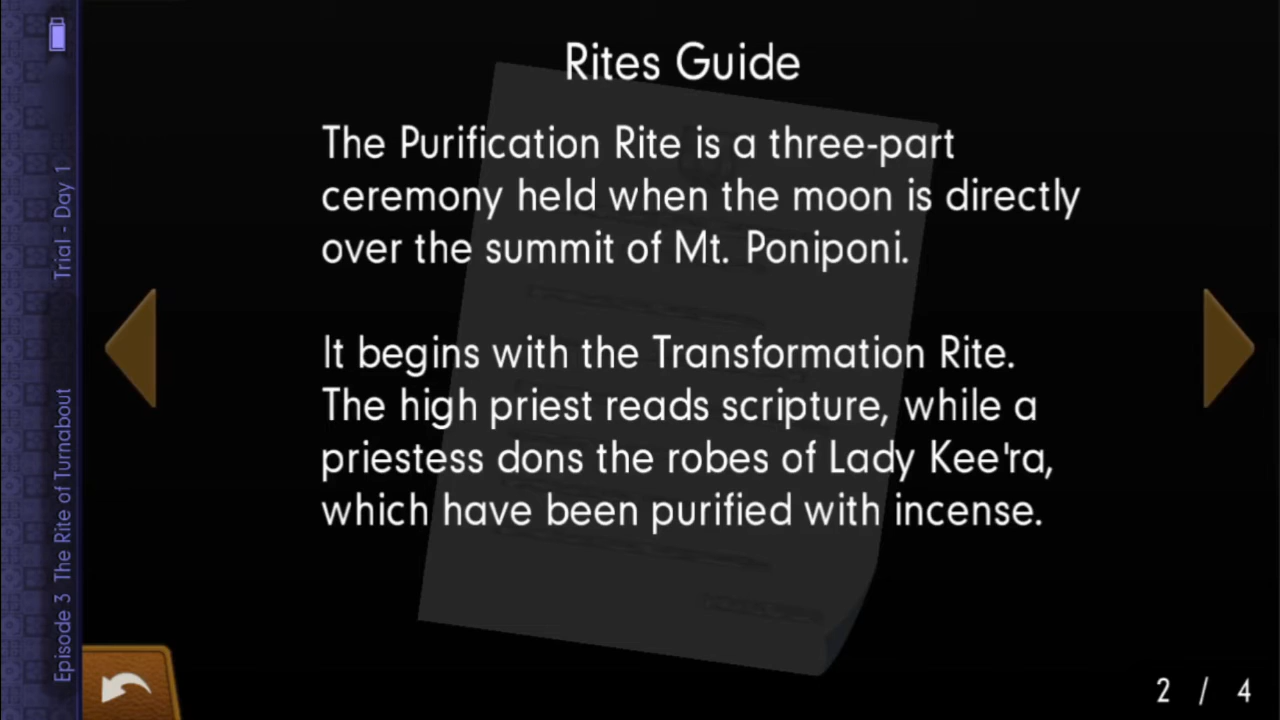 Rites Guide
The Purification Rite is a three-part
ceremony held when the moon is directly
over the summit of Mt. Poniponi.
It begins with the Transformation Rite.
The high priest reads scripture, while a
priestess dons the robes of Lady Kee'ra,
which have been purified with incense.
Episode 3 The Rite of Turnabout
Trial - Day 1
2 / 4